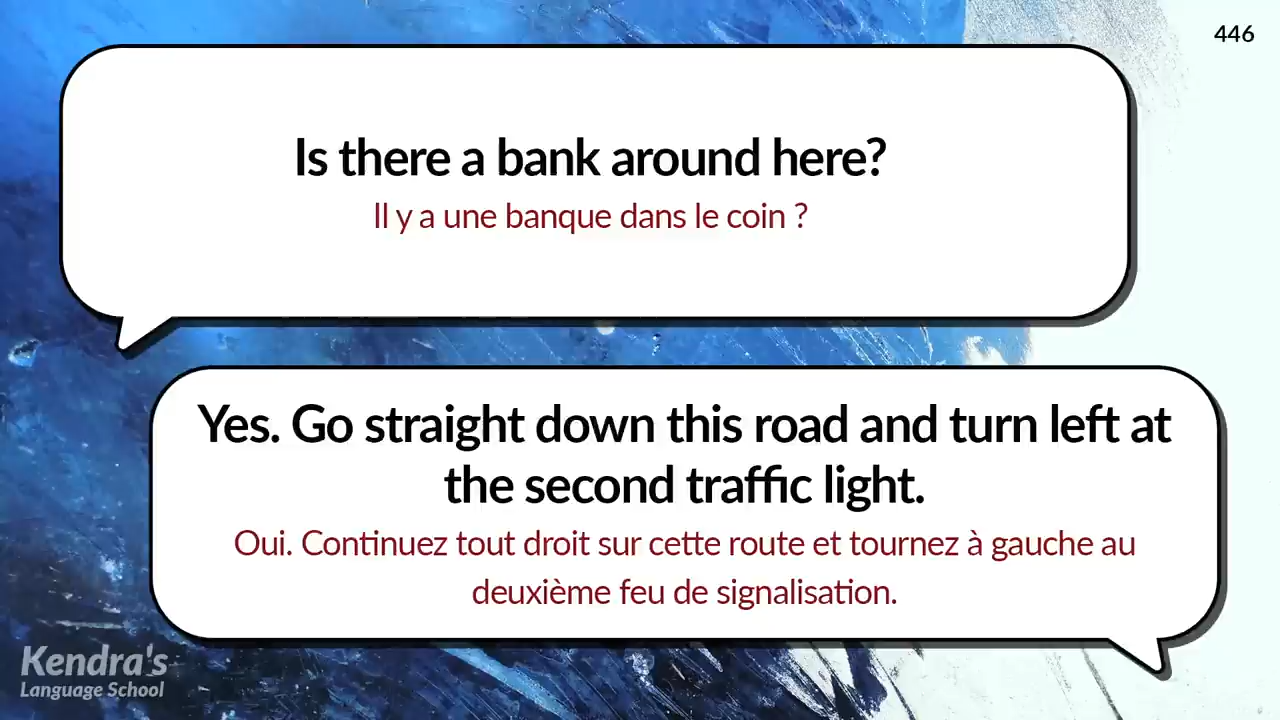 446
Is there a bank around here?
Il y a une banque dans le coin ?
Yes. Go straight down this road and turn left at
the second traffic light.
Oui. Continuez tout droit sur cette route et tournez à gauche au
deuxième feu de signalisation.
Kendra's
Language School